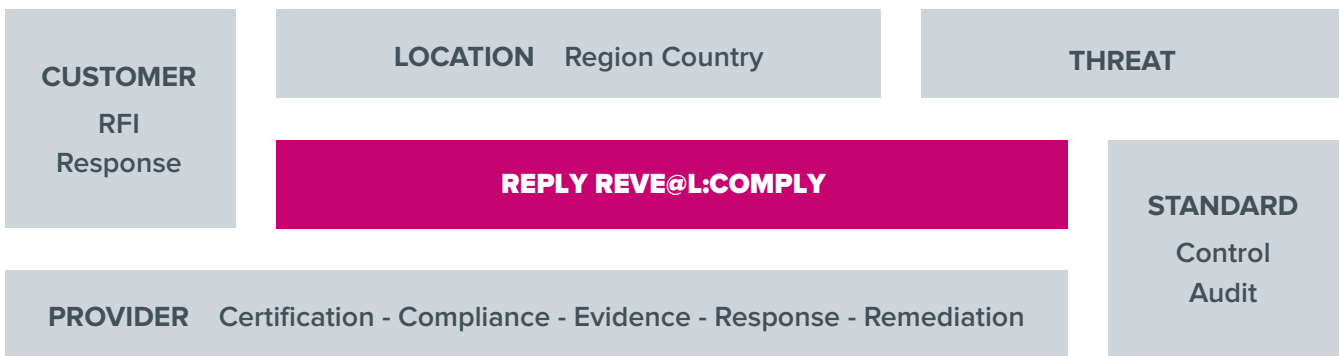 CUSTOMER
RFI
Response
LOCATION Region Country
THREAT
REPLY REVE@L:COMPLY
STANDARD
Control
Audit
PROVIDER Certification - Compliance - Evidence - Response - Remediation